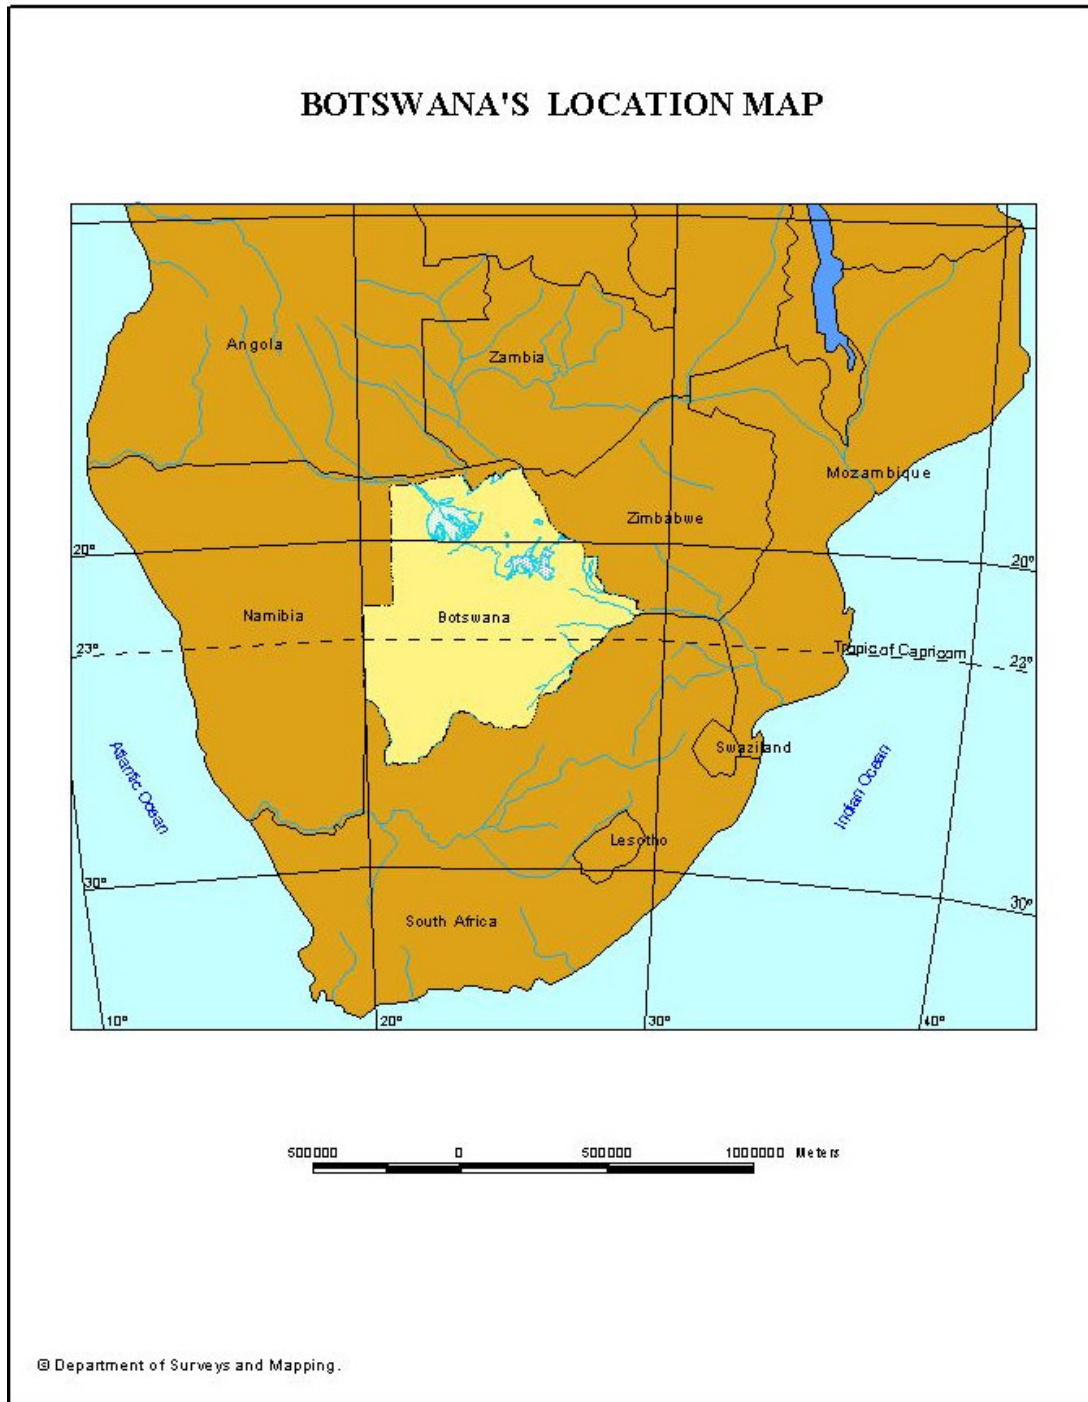 BOTSWANA'S LOCATION MAP
Angola
Zambia
Mozambique
Zimbabwe
20°
20°
Namibia
Botswana
23°
Tropic of Capricorn
22°
Atlantic Ocean
Swaziland
Indian Ocean
Lesotho
30°
30°
South Africa
10°
20°
30°
40°
500000 0 500000 1000000 Meters
© Department of Surveys and Mapping.